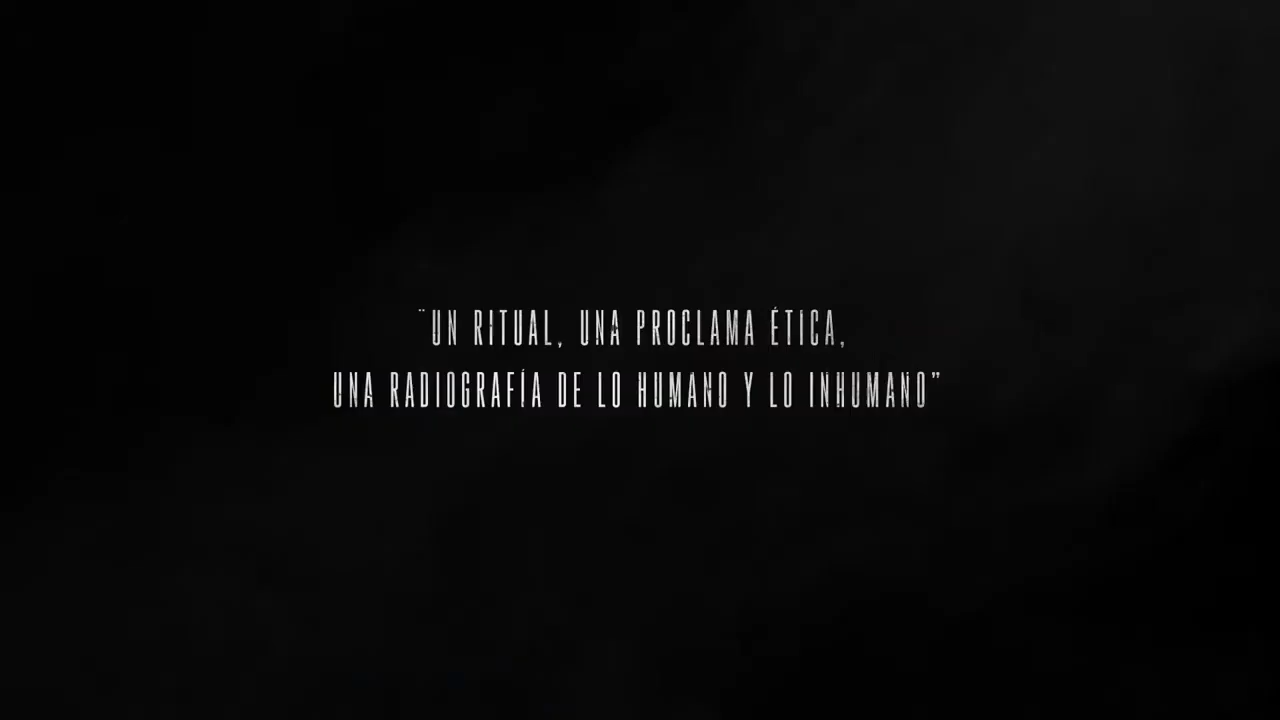 ¨UN RITUAL, UNA PROCLAMA ÉTICA,
UNA RADIOGRAFÍA DE LO HUMANO Y LO INHUMANO”